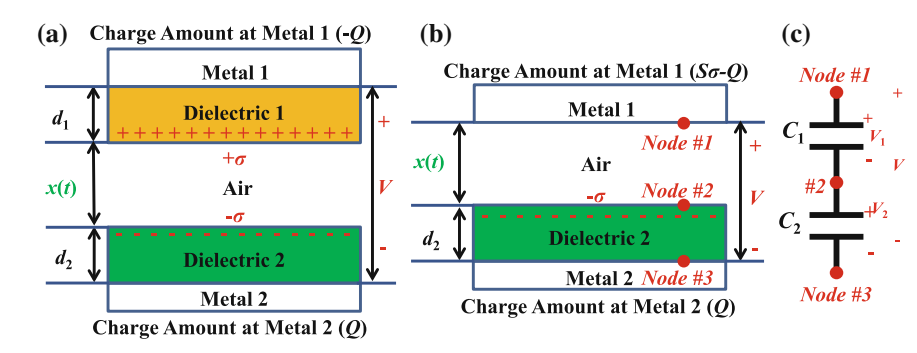 (a)
Charge Amount at Metal 1 (-Q)
Metal 1
d1
Dielectric 1
+ + + + + + + + + + + + +
+σ
x(t)
Air
-σ
- - - - - - - - - - - - -
d2
Dielectric 2
Metal 2
Charge Amount at Metal 2 (Q)
+
V
-
(b)
Charge Amount at Metal 1 (Sσ-Q)
Metal 1
Node #1
x(t)
Air
-σ
Node #2
- - - - - - - - - - - - -
d2
Dielectric 2
Metal 2
Node #3
Charge Amount at Metal 2 (Q)
+
V
-
(c)
Node #1
+
C1
+
V1
-
V
#2
C2
+
V2
-
-
Node #3